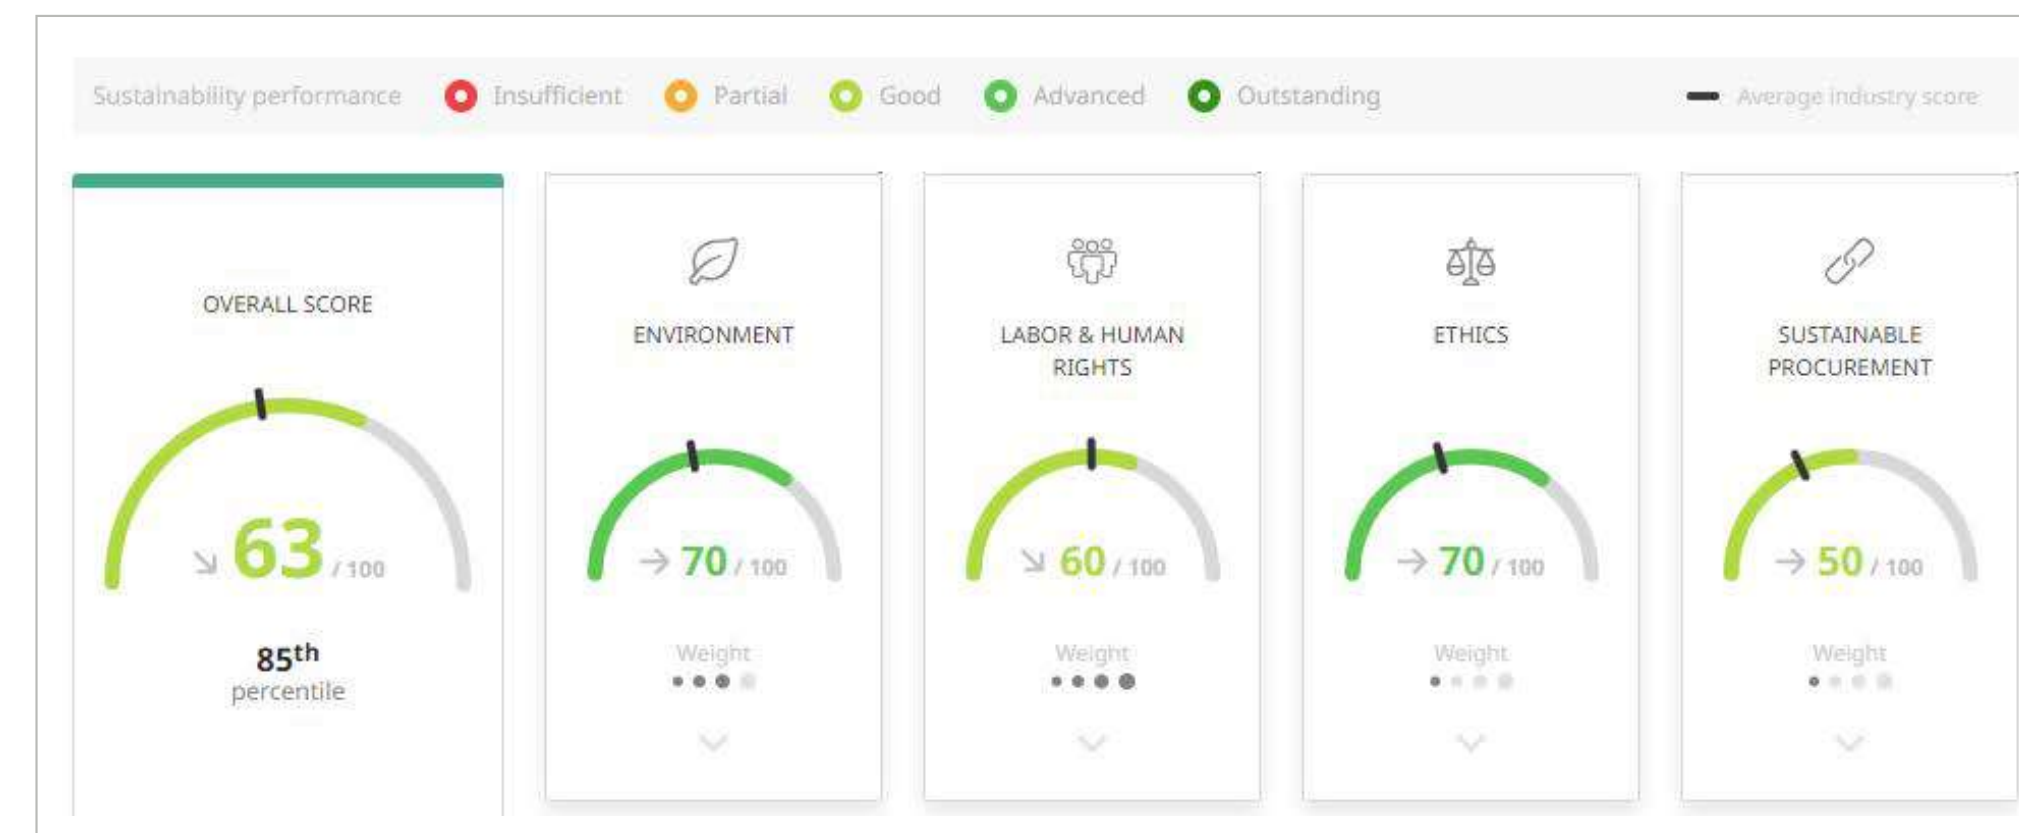 Sustainability performance Insufficient Partial Good Advanced Outstanding Average industry score
OVERALL SCORE
63 / 100
85th
percentile
ENVIRONMENT
70 / 100
Weight
LABOR & HUMAN
RIGHTS
60 / 100
Weight
ETHICS
70 / 100
Weight
SUSTAINABLE
PROCUREMENT
50 / 100
Weight